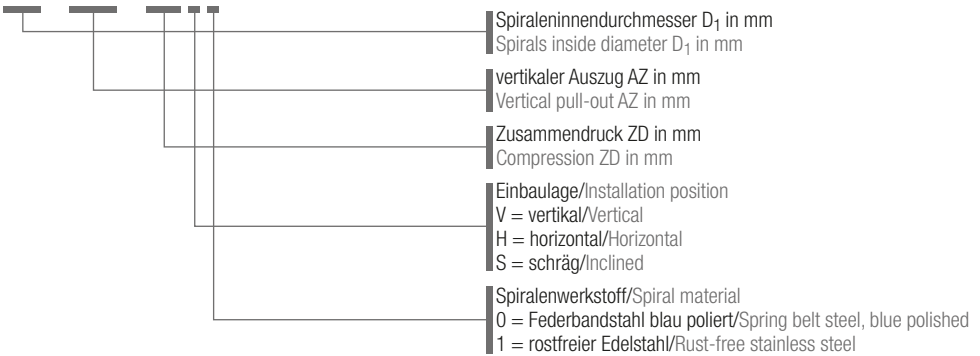 Spiraleninnendurchmesser D₁ in mm
Spirals inside diameter D₁ in mm
vertikaler Auszug AZ in mm
Vertical pull-out AZ in mm
Zusammendruck ZD in mm
Compression ZD in mm
Einbaulage/Installation position
V = vertikal/Vertical
H = horizontal/Horizontal
S = schräg/Inclined
Spiralenwerkstoff/Spiral material
0 = Federbandstahl blau poliert/Spring belt steel, blue polished
1 = rostfreier Edelstahl/Rust-free stainless steel